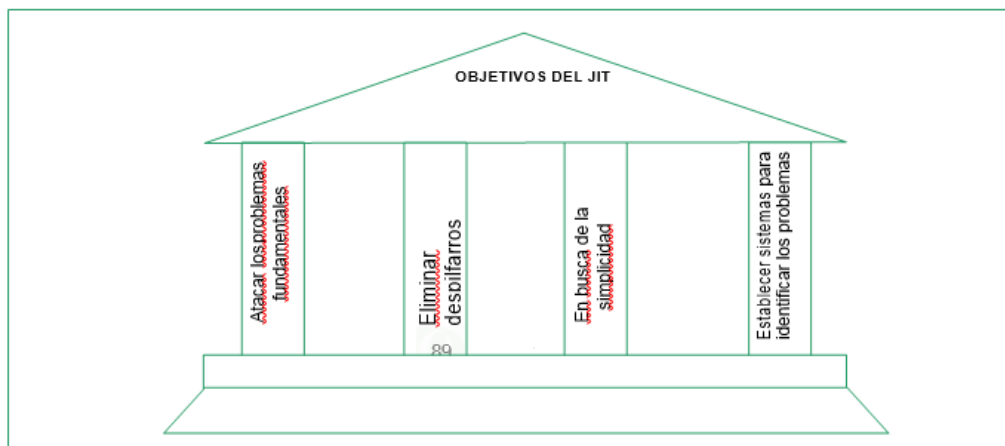 OBJETIVOS DEL JIT
Atacar los problemas
fundamentales
Eliminar
despilfarros
89
En busca de la
simplicidad
Establecer sistemas para
identificar los problemas